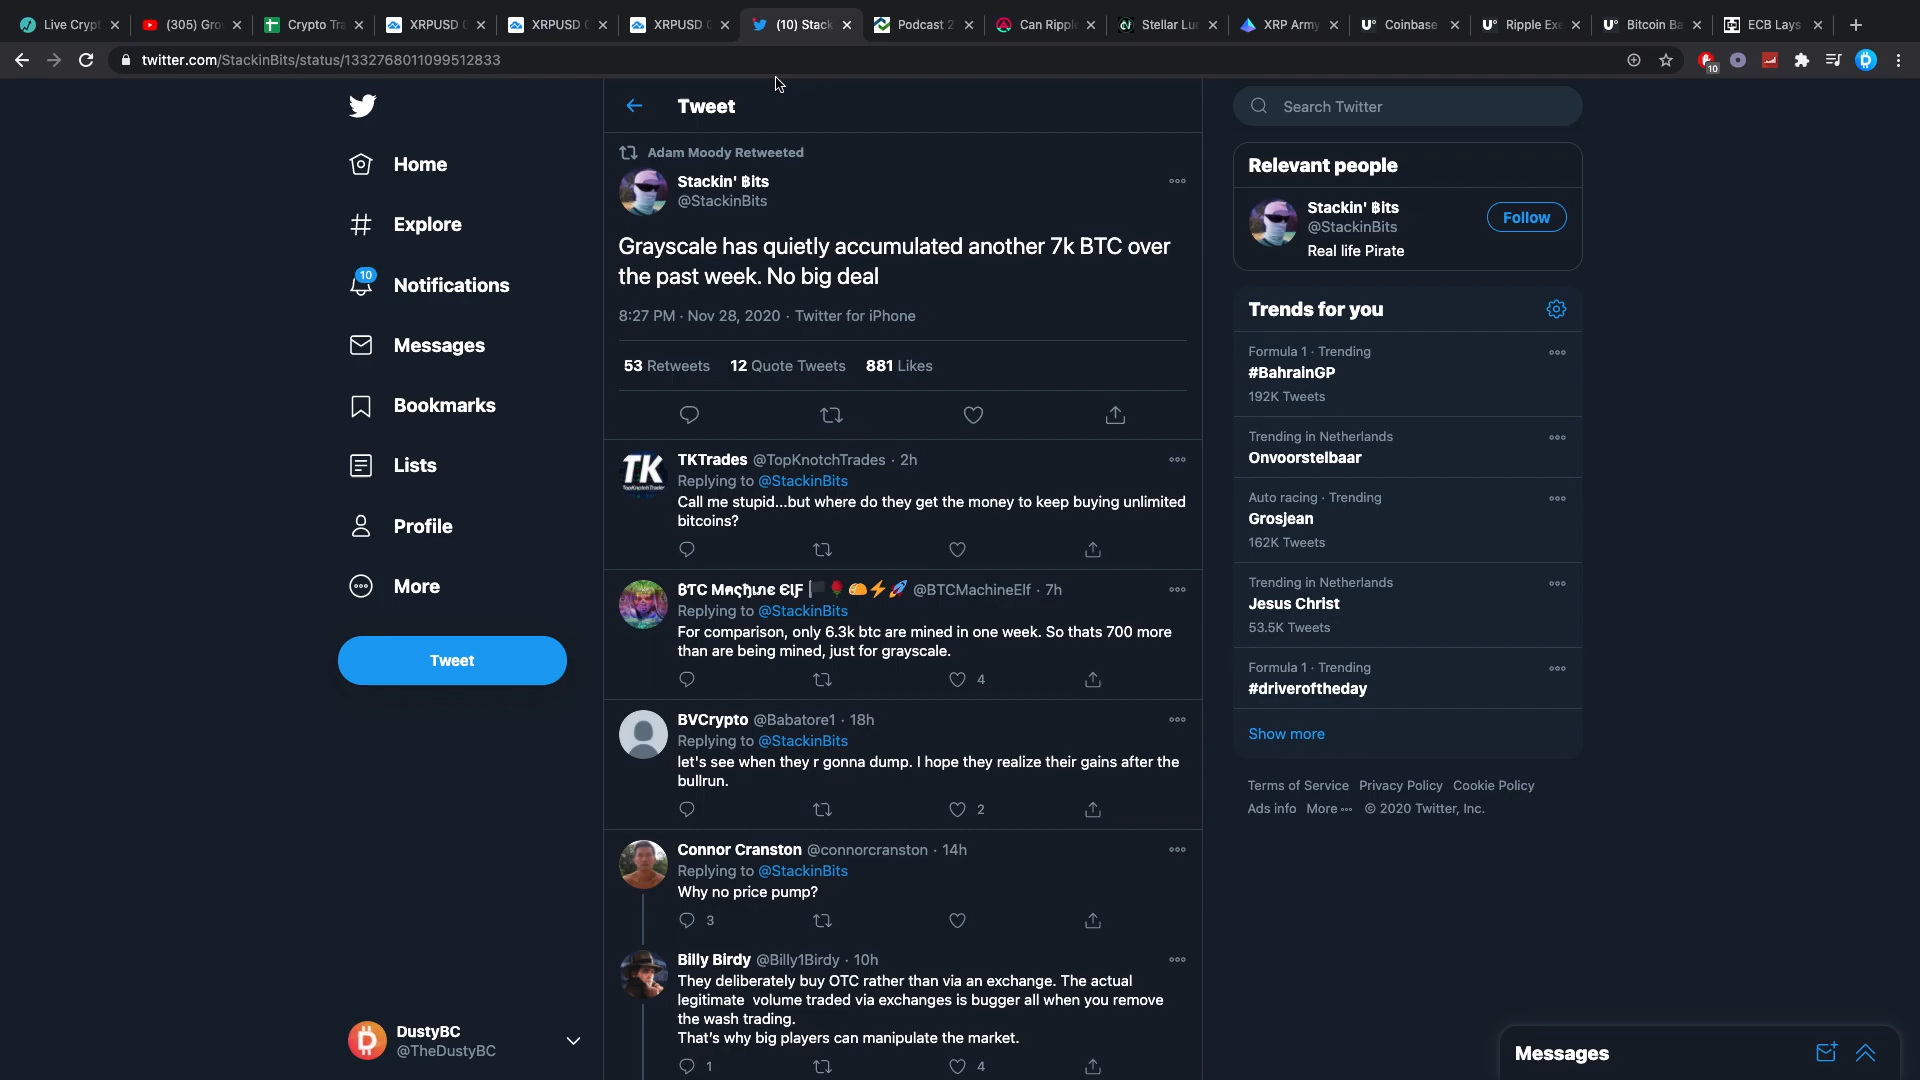 Live Crypt
(305) Gro
Crypto Tra
XRPUSD C
XRPUSD C
XRPUSD C
(10) Stack
Podcast 2
Can Ripple
Stellar Lu
XRP Army
Coinbase
Ripple Exe
Bitcoin Ba
ECB Lays
twitter.com/StackinBits/status/1332768011099512833
10
Tweet
Search Twitter
Adam Moody Retweeted
Stackin' ₿its
@StackinBits
Grayscale has quietly accumulated another 7k BTC over
the past week. No big deal
8:27 PM · Nov 28, 2020 · Twitter for iPhone
53 Retweets 12 Quote Tweets 881 Likes
Home
Explore
10
Notifications
Messages
Bookmarks
Lists
Profile
More
Tweet
TK
TKTrades @TopKnotchTrades · 2h
Replying to @StackinBits
Call me stupid...but where do they get the money to keep buying unlimited
bitcoins?
@BTCMachineElf · 7h
Replying to @StackinBits
For comparison, only 6.3k btc are mined in one week. So thats 700 more
than are being mined, just for grayscale.
4
BVCrypto @Babatore1 · 18h
Replying to @StackinBits
let's see when they r gonna dump. I hope they realize their gains after the
bullrun.
2
Connor Cranston @connorcranston · 14h
Replying to @StackinBits
Why no price pump?
3
Billy Birdy @Billy1Birdy · 10h
They deliberately buy OTC rather than via an exchange. The actual
legitimate volume traded via exchanges is bugger all when you remove
the wash trading.
That's why big players can manipulate the market.
1 4
Relevant people
Stackin' ₿its
@StackinBits
Follow
Real life Pirate
Trends for you
Formula 1 · Trending
#BahrainGP
192K Tweets
Trending in Netherlands
Onvoorstelbaar
Auto racing · Trending
Grosjean
162K Tweets
Trending in Netherlands
Jesus Christ
53.5K Tweets
Formula 1 · Trending
#driveroftheday
Show more
Terms of Service Privacy Policy Cookie Policy
Ads info More © 2020 Twitter, Inc.
DustyBC
@TheDustyBC
Messages